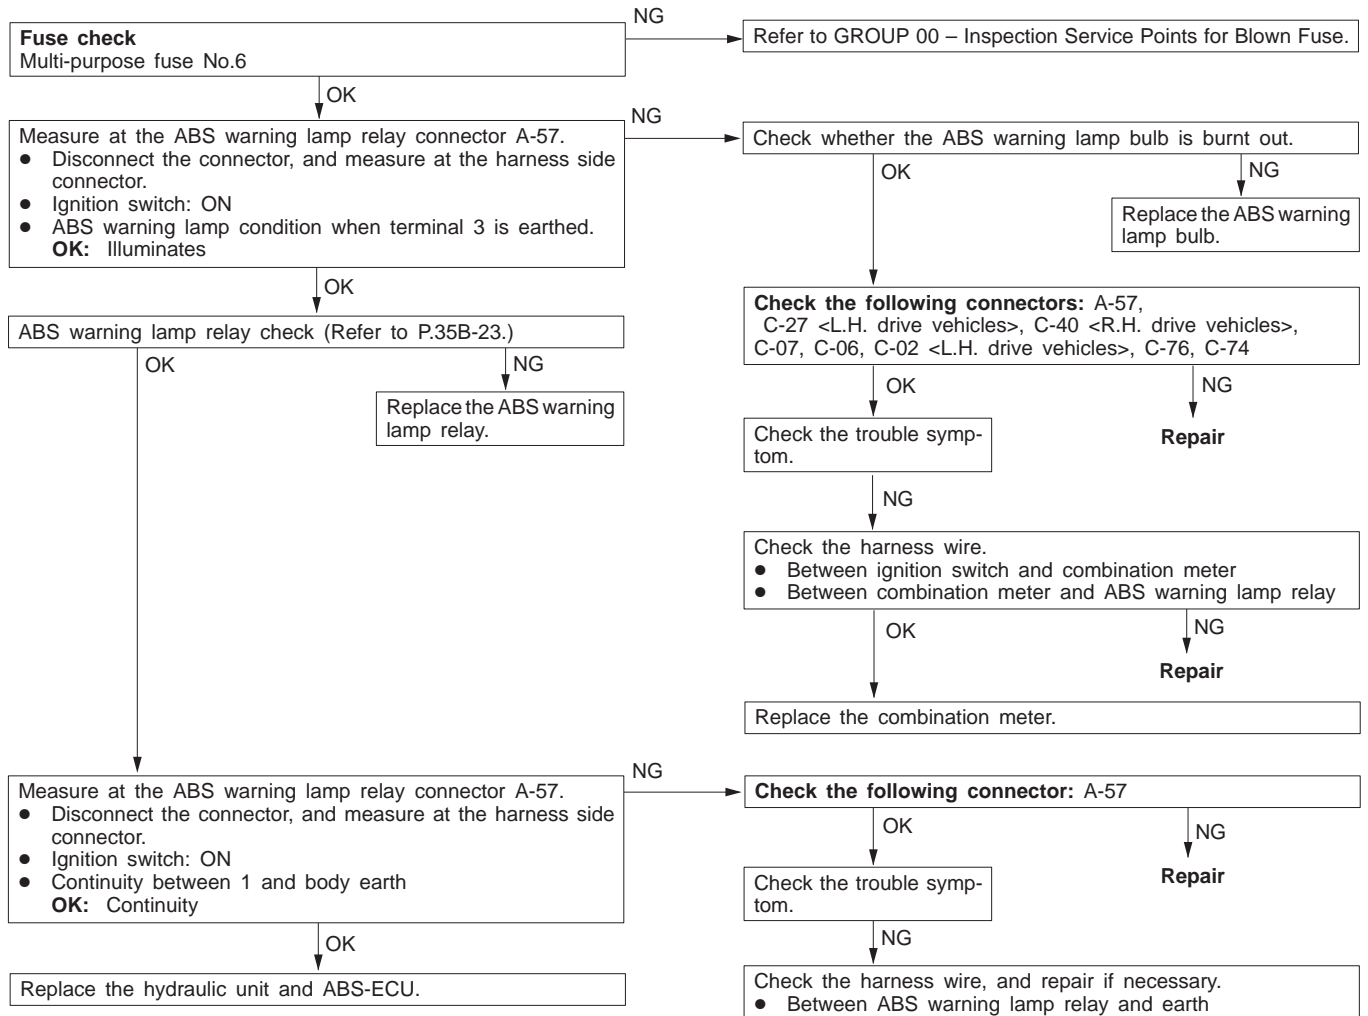 Fuse check
Multi-purpose fuse No.6
NG
Refer to GROUP 00 – Inspection Service Points for Blown Fuse.
OK
Measure at the ABS warning lamp relay connector A-57.
● Disconnect the connector, and measure at the harness side
connector.
● Ignition switch: ON
● ABS warning lamp condition when terminal 3 is earthed.
OK: Illuminates
NG
Check whether the ABS warning lamp bulb is burnt out.
OK
NG
Replace the ABS warning
lamp bulb.
OK
ABS warning lamp relay check (Refer to P.35B-23.)
OK
NG
Replace the ABS warning
lamp relay.
Check the following connectors: A-57,
C-27 <L.H. drive vehicles>, C-40 <R.H. drive vehicles>,
C-07, C-06, C-02 <L.H. drive vehicles>, C-76, C-74
OK
NG
Check the trouble symp-
tom.
Repair
NG
Check the harness wire.
● Between ignition switch and combination meter
● Between combination meter and ABS warning lamp relay
OK
NG
Repair
Replace the combination meter.
Measure at the ABS warning lamp relay connector A-57.
● Disconnect the connector, and measure at the harness side
connector.
● Ignition switch: ON
● Continuity between 1 and body earth
OK: Continuity
NG
Check the following connector: A-57
OK
NG
Check the trouble symp-
tom.
Repair
OK
NG
Replace the hydraulic unit and ABS-ECU.
Check the harness wire, and repair if necessary.
● Between ABS warning lamp relay and earth